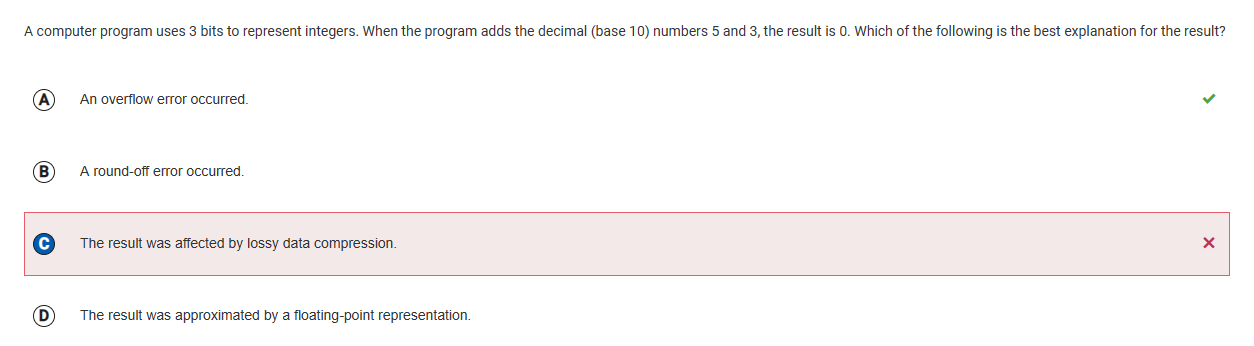 A computer program uses 3 bits to represent integers. When the program adds the decimal (base 10) numbers 5 and 3, the result is 0. Which of the following is the best explanation for the result?
A An overflow error occurred.
B A round-off error occurred.
C The result was affected by lossy data compression.
D The result was approximated by a floating-point representation.